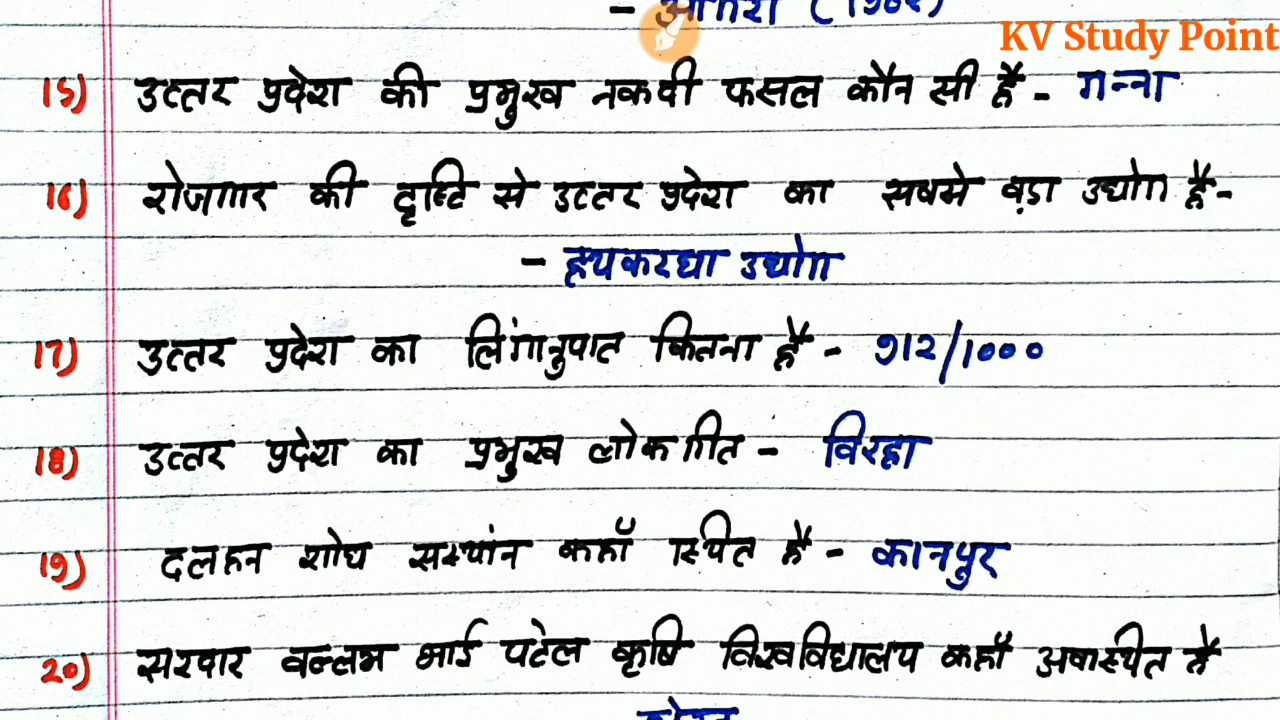 - आगरा (
KV Study Point
15) उत्तर प्रदेश की प्रमुख नकदी फसल कौन सी है - गन्ना
16) रोजगार की दृष्टि से उत्तर प्रदेश का सबसे बड़ा उद्योग है -
- हथकरघा उद्योग
17) उत्तर प्रदेश का लिंगानुपात कितना है - 912/1000
18) उत्तर प्रदेश का प्रमुख लोकगीत - विरहा
19) दलहन शोध संस्थान कहाँ स्थित है - कानपुर
20) सरदार वल्लभ भाई पटेल कृषि विश्वविद्यालय कहाँ अवस्थित है